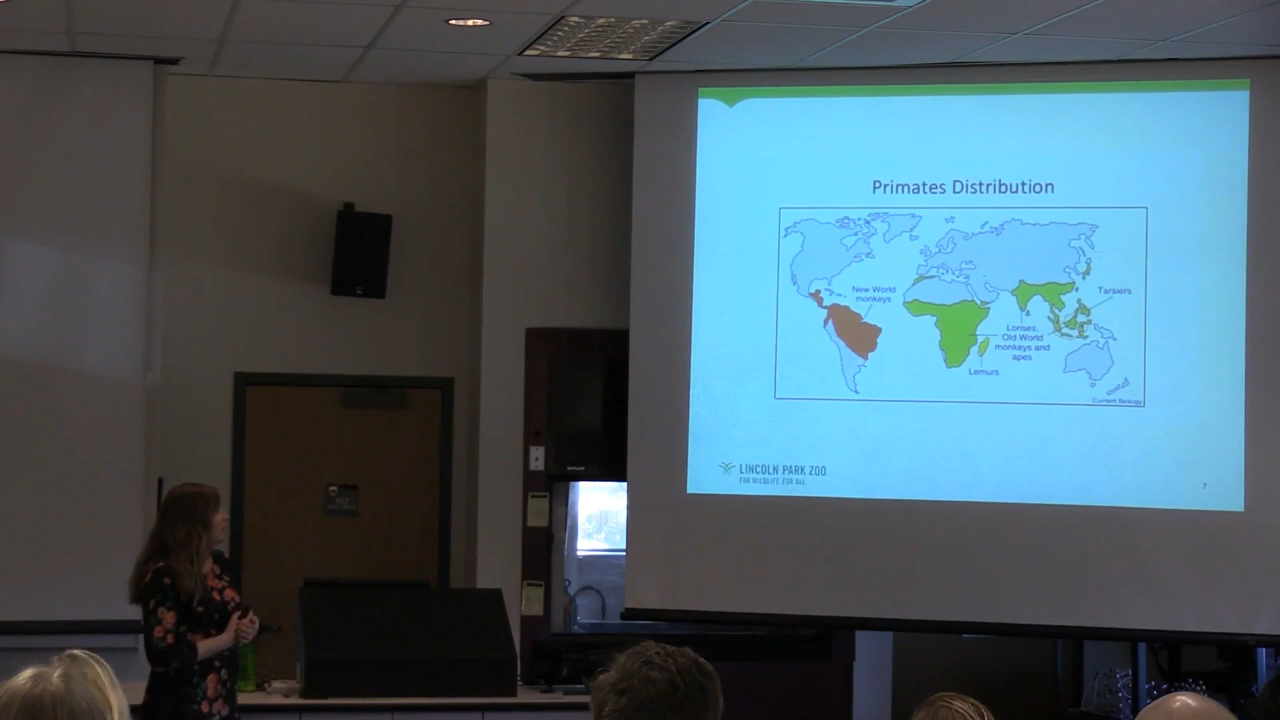 Primates Distribution
New World
monkeys
Tarsiers
Lorises,
Old World
monkeys and
apes
Lemurs
Current Biology
LINCOLN PARK ZOO
FOR WILDLIFE. FOR ALL.
7